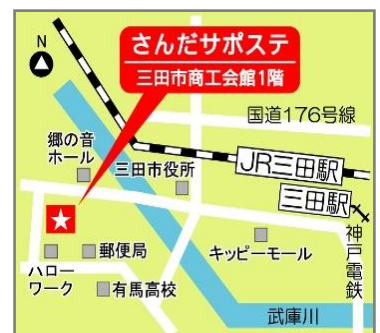 N
さんだサポステ
三田市商工会館1階
国道176号線
郷の音
ホール
三田市役所
JR三田駅
三田駅
神戸電鉄
郵便局
キッピーモール
ハロー
ワーク
有馬高校
武庫川